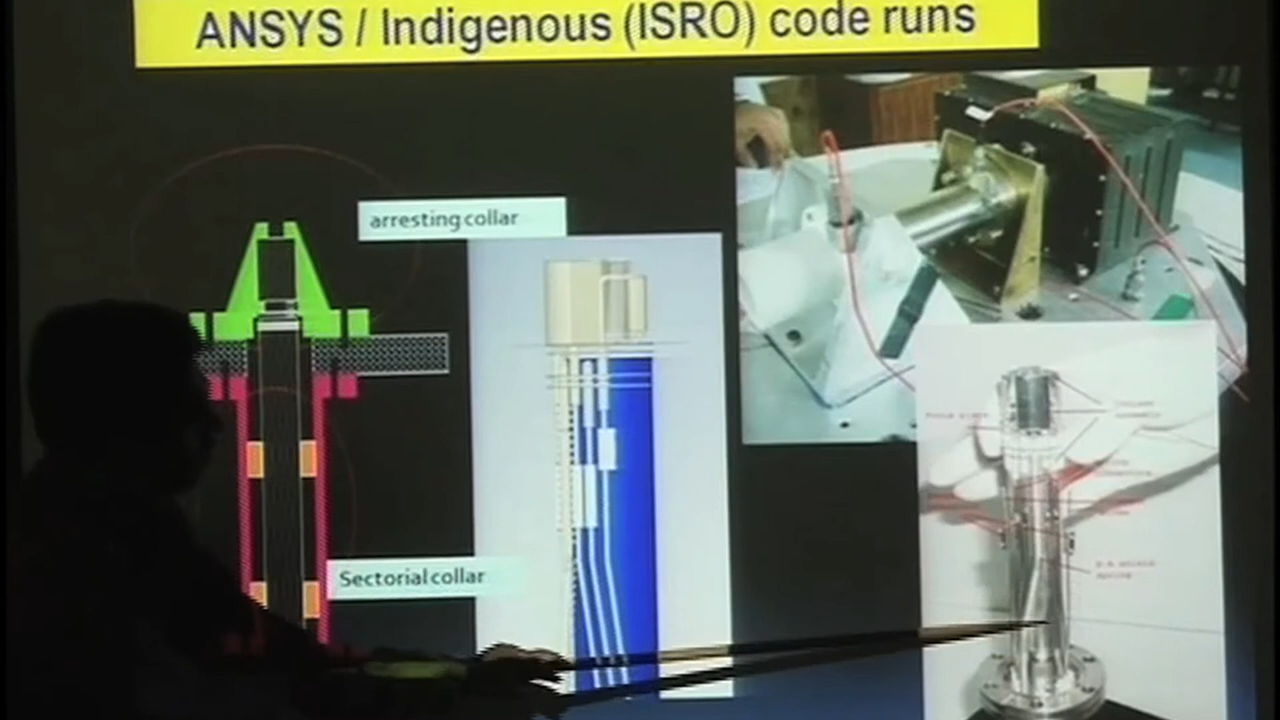 ANSYS / Indigenous (ISRO) code runs
arresting collar
Sectorial collar